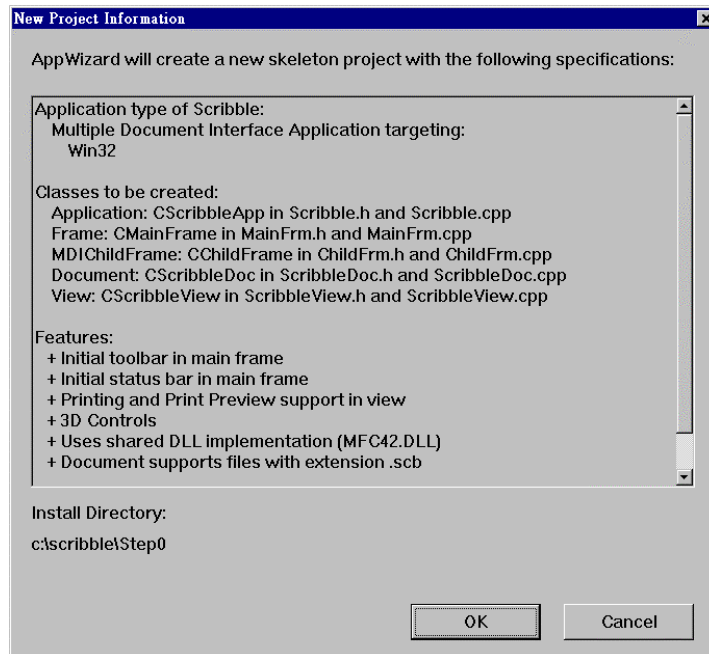 New Project Information
AppWizard will create a new skeleton project with the following specifications:
Application type of Scribble:
Multiple Document Interface Application targeting:
Win32
Classes to be created:
Application: CScribbleApp in Scribble.h and Scribble.cpp
Frame: CMainFrame in MainFrm.h and MainFrm.cpp
MDIChildFrame: CChildFrame in ChildFrm.h and ChildFrm.cpp
Document: CScribbleDoc in ScribbleDoc.h and ScribbleDoc.cpp
View: CScribbleView in ScribbleView.h and ScribbleView.cpp
Features:
+ Initial toolbar in main frame
+ Initial status bar in main frame
+ Printing and Print Preview support in view
+ 3D Controls
+ Uses shared DLL implementation (MFC42.DLL)
+ Document supports files with extension .scb
Install Directory:
c:\scribble\Step0
OK
Cancel